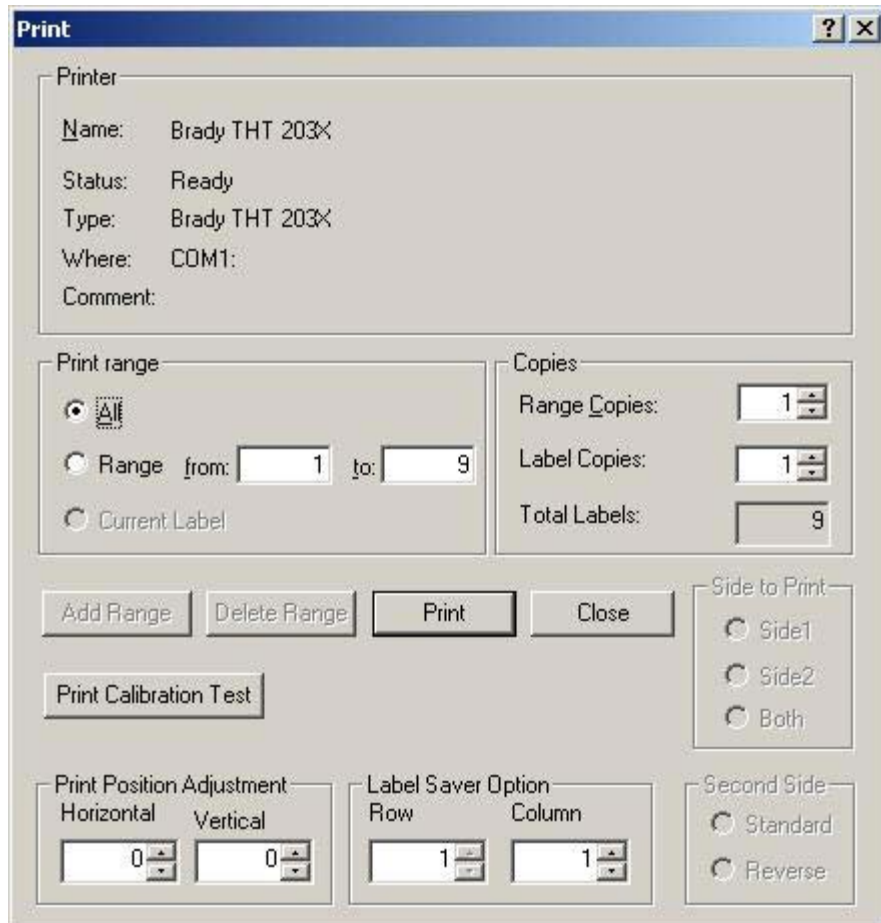 Print
Printer
Name: Brady THT 203X
Status: Ready
Type: Brady THT 203X
Where: COM1:
Comment:
Print range
All
Range from: 1 to: 9
Current Label
Copies
Range Copies: 1
Label Copies: 1
Total Labels: 9
Add Range Delete Range Print Close
Print Calibration Test
Side to Print
Side1
Side2
Both
Print Position Adjustment
Horizontal Vertical
0 0
Label Saver Option
Row Column
1 1
Second Side
Standard
Reverse